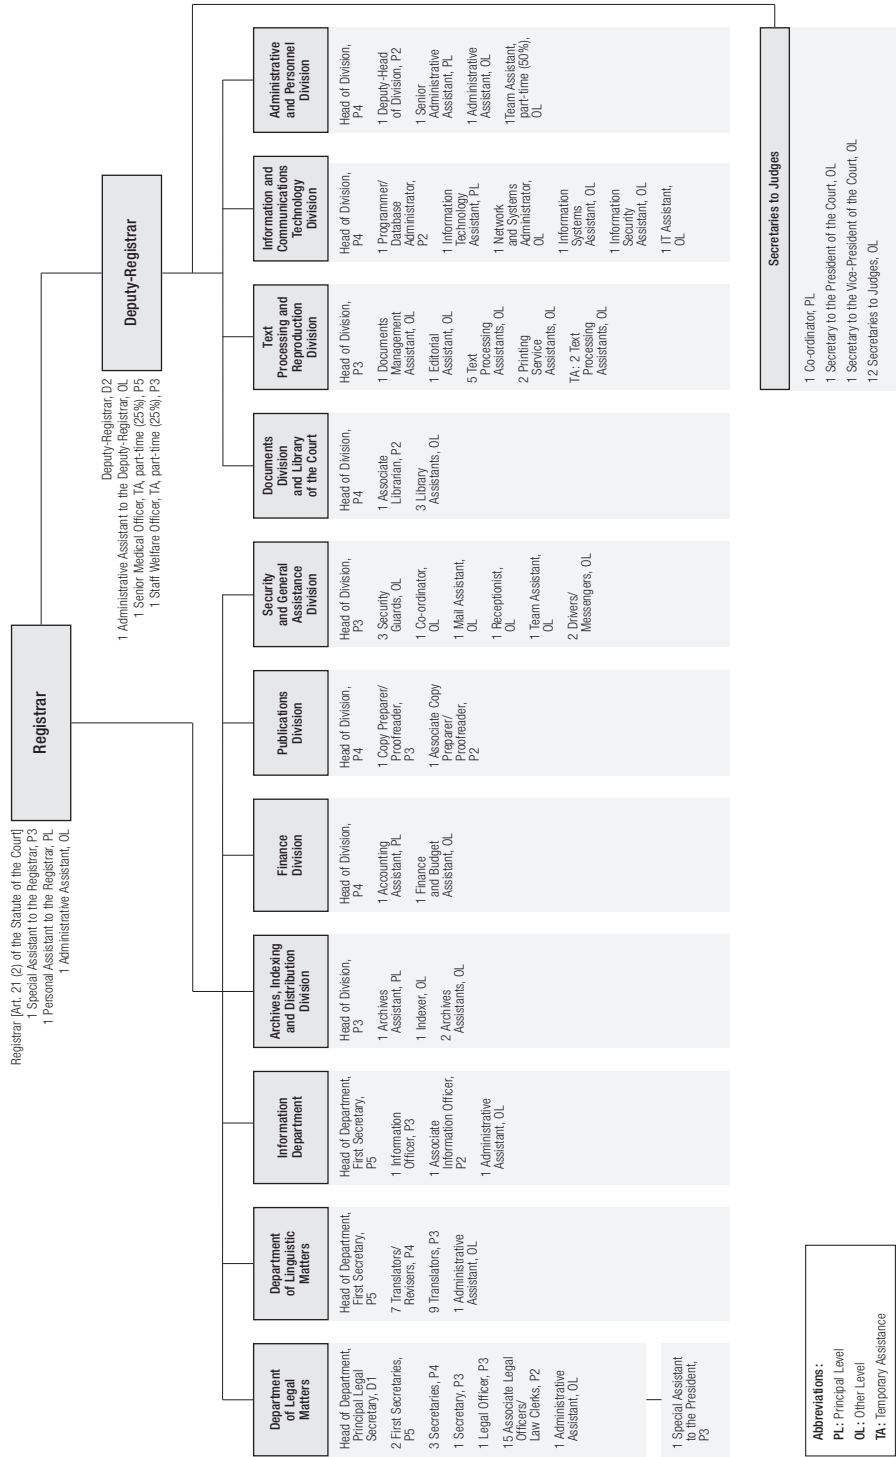 Registrar
Registrar [Art. 21 (2) of the Statute of the Court]
1 Special Assistant to the Registrar, P3
1 Personal Assistant to the Registrar, PL
1 Administrative Assistant, OL
Deputy-Registrar
Deputy-Registrar, D2
1 Administrative Assistant to the Deputy-Registrar, OL
1 Senior Medical Officer, TA, part-time (25%), P5
1 Staff Welfare Officer, TA, part-time (25%), P3
Department
of Legal
Matters
Head of Department,
Principal Legal
Secretary, D1
2 First Secretaries,
P5
3 Secretaries, P4
1 Secretary, P3
1 Legal Officer, P3
15 Associate Legal
Officers/
Law Clerks, P2
1 Administrative
Assistant, OL
1 Special Assistant
to the President,
P3
Department
of Linguistic
Matters
Head of Department,
First Secretary,
P5
7 Translators/
Revisers, P4
9 Translators, P3
1 Administrative
Assistant, OL
Information
Department
Head of Department,
First Secretary,
P5
1 Information
Officer, P3
1 Associate
Information Officer,
P2
1 Administrative
Assistant, OL
Archives, Indexing
and Distribution
Division
Head of Division,
P3
1 Archives
Assistant, PL
1 Indexer, OL
2 Archives
Assistants, OL
Finance
Division
Head of Division,
P4
1 Accounting
Assistant, PL
1 Finance
and Budget
Assistant, OL
Publications
Division
Head of Division,
P4
1 Copy Preparer/
Proofreader,
P3
1 Associate Copy
Preparer/
Proofreader,
P2
Security
and General
Assistance
Division
Head of Division,
P3
3 Security
Guards, OL
1 Co-ordinator,
OL
1 Mail Assistant,
OL
1 Receptionist,
OL
1 Team Assistant,
OL
2 Drivers/
Messengers, OL
Documents
Division
and Library
of the Court
Head of Division,
P4
1 Associate
Librarian, P2
3 Library
Assistants, OL
Text
Processing and
Reproduction
Division
Head of Division,
P3
1 Documents
Management
Assistant, OL
1 Editorial
Assistant, OL
5 Text
Processing
Assistants, OL
2 Printing
Service
Assistants, OL
TA: 2 Text
Processing
Assistants, OL
Information and
Communications
Technology
Division
Head of Division,
P4
1 Programmer/
Database
Administrator,
P2
1 Information
Technology
Assistant, PL
1 Network
and Systems
Administrator,
OL
1 Information
Systems
Assistant, OL
1 Information
Security
Assistant, OL
1 IT Assistant,
OL
Administrative
and Personnel
Division
Head of Division,
P4
1 Deputy-Head
of Division, P2
1 Senior
Administrative
Assistant, PL
1 Administrative
Assistant, OL
1Team Assistant,
part-time (50%),
OL
Secretaries to Judges
1 Co-ordinator, PL
1 Secretary to the President of the Court, OL
1 Secretary to the Vice-President of the Court, OL
12 Secretaries to Judges, OL
Abbreviations :
PL: Principal Level
OL: Other Level
TA: Temporary Assistance